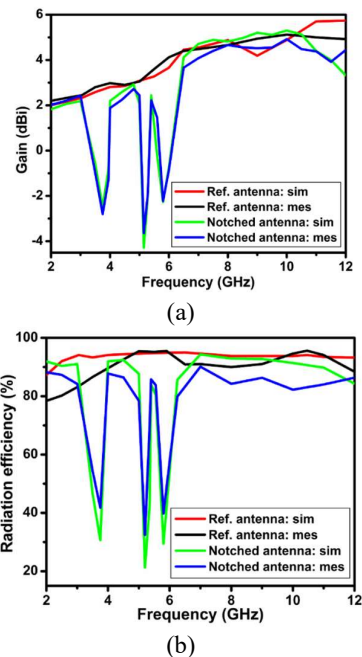 6
4
2
0
-2
-4
Gain (dBi)
Ref. antenna: sim
Ref. antenna: mes
Notched antenna: sim
Notched antenna: mes
2 4 6 8 10 12
Frequency (GHz)
(a)
100
80
60
40
20
Radiation efficiency (%)
Ref. antenna: sim
Ref. antenna: mes
Notched antenna: sim
Notched antenna: mes
2 4 6 8 10 12
Frequency (GHz)
(b)